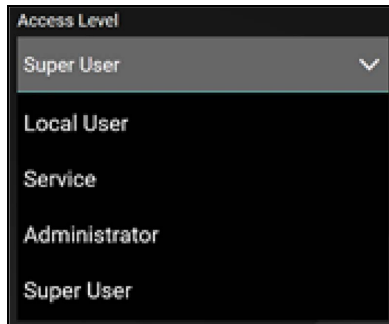 Access Level
Super User
Local User
Service
Administrator
Super User